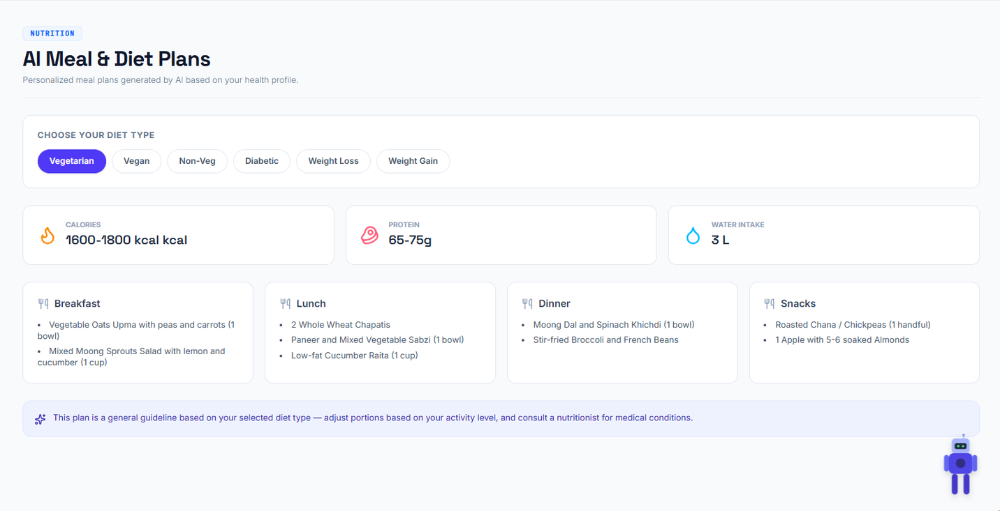 NUTRITION
AI Meal & Diet Plans
Personalized meal plans generated by AI based on your health profile.
CHOOSE YOUR DIET TYPE
Vegetarian
Vegan
Non-Veg
Diabetic
Weight Loss
Weight Gain
CALORIES
1600-1800 kcal kcal
PROTEIN
65-75g
WATER INTAKE
3 L
Breakfast
• Vegetable Oats Upma with peas and carrots (1
bowl)
• Mixed Moong Sprouts Salad with lemon and
cucumber (1 cup)
Lunch
• 2 Whole Wheat Chapatis
• Paneer and Mixed Vegetable Sabzi (1 bowl)
• Low-fat Cucumber Raita (1 cup)
Dinner
• Moong Dal and Spinach Khichdi (1 bowl)
• Stir-fried Broccoli and French Beans
Snacks
• Roasted Chana / Chickpeas (1 handful)
• 1 Apple with 5-6 soaked Almonds
This plan is a general guideline based on your selected diet type — adjust portions based on your activity level, and consult a nutritionist for medical conditions.